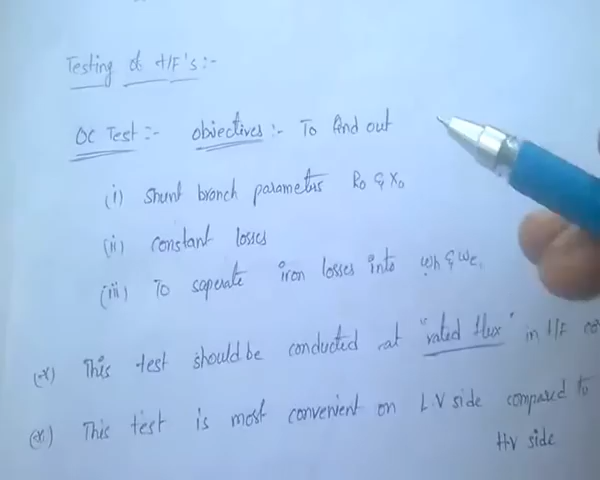 Testing of t/F's:-
OC Test:- objectives:- To find out
(i) Shunt branch parameters R0 & X0
(ii) constant losses
(iii) To saperate iron losses into Wh & We.
(*) This test should be conducted at "rated flux" in t/F
(*) This test is most convenient on L.V side compared to
H.V side